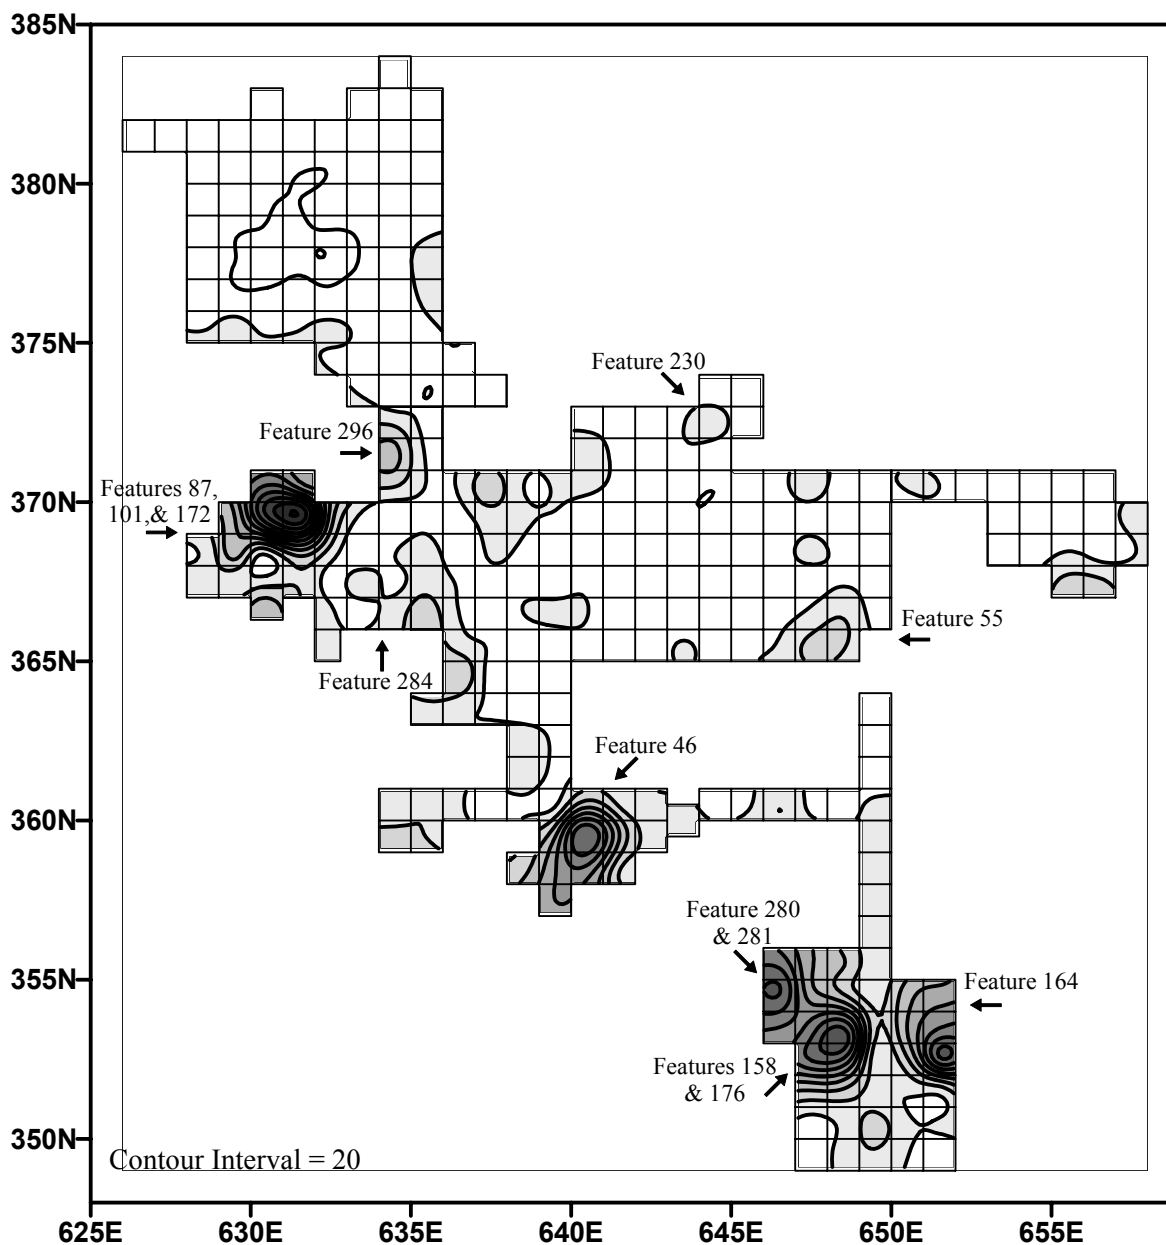 385N
380N
375N
Feature 230
Feature 296
Features 87,
101,& 172
370N
Feature 55
365N
Feature 284
Feature 46
360N
Feature 280
& 281
355N
Feature 164
Features 158
& 176
350N
Contour Interval = 20
625E 630E 635E 640E 645E 650E 655E